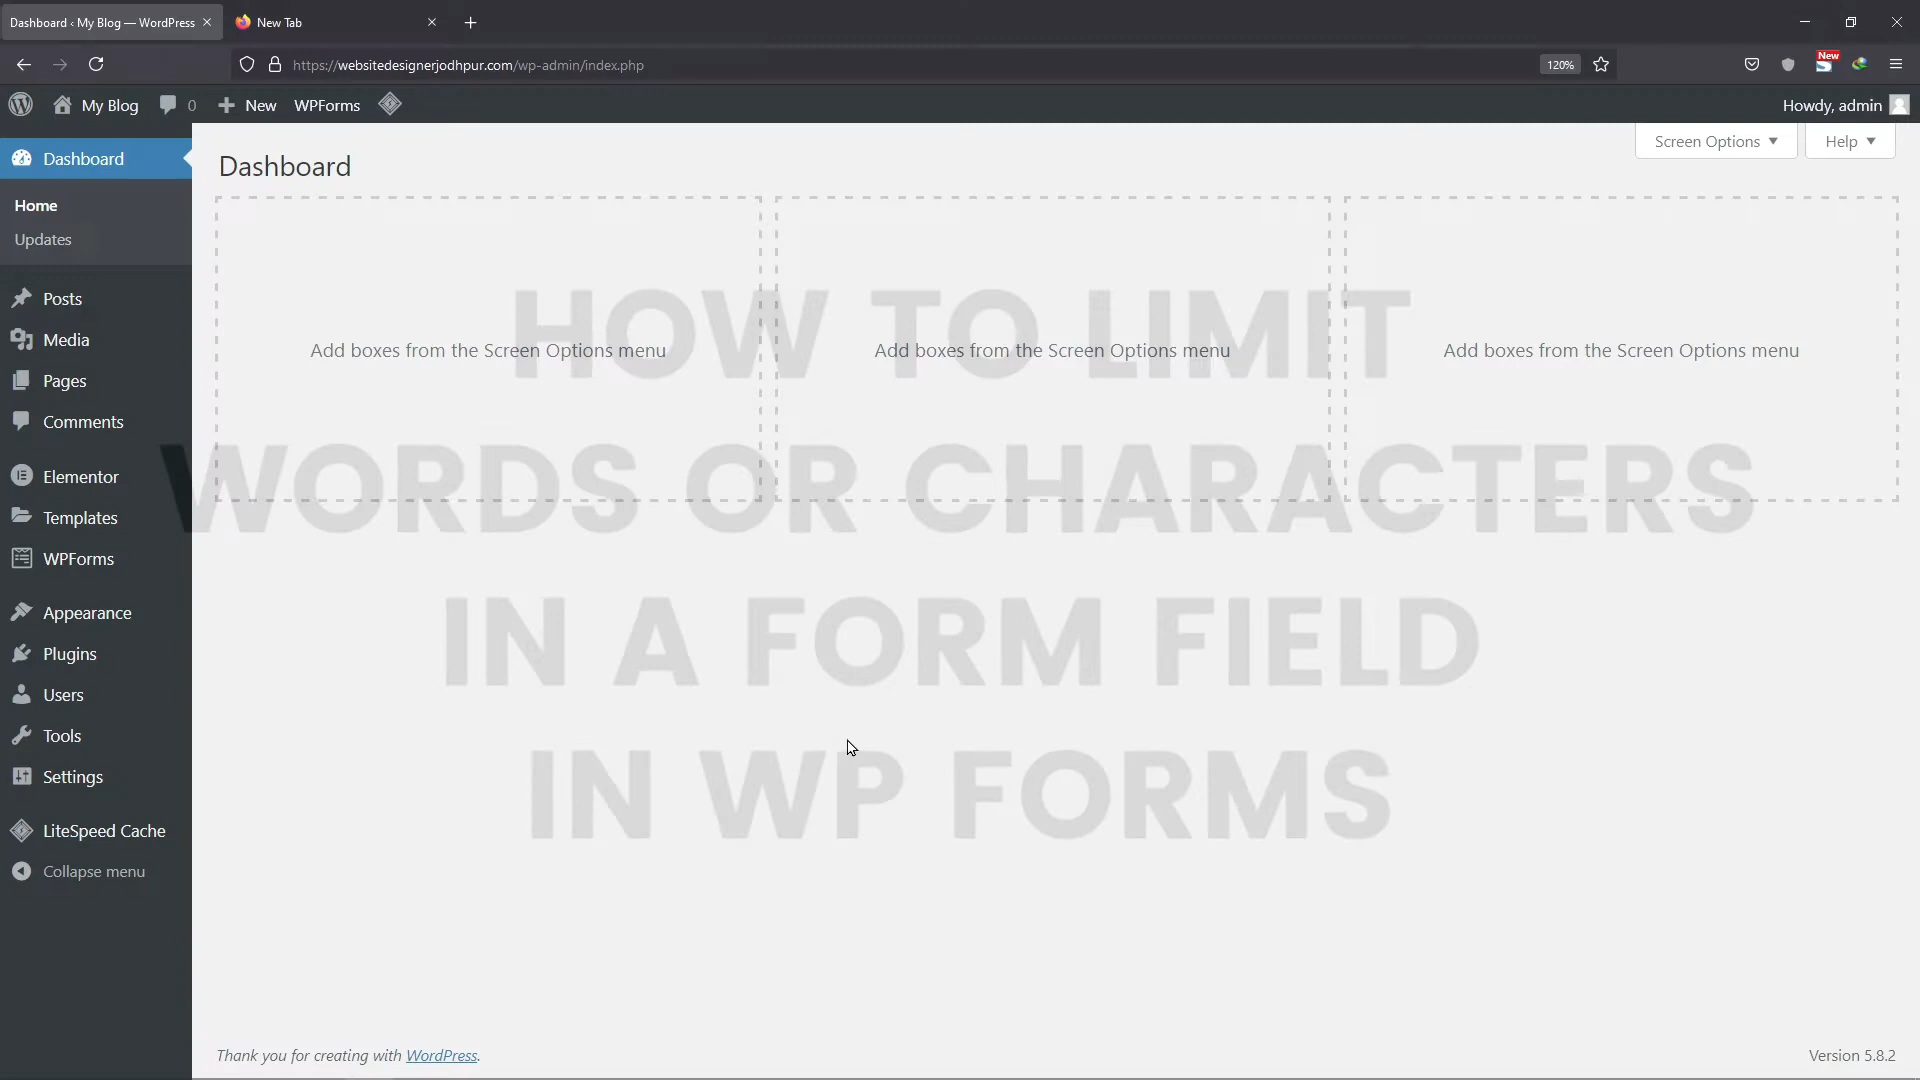 Dashboard ‹ My Blog — WordPress
New Tab
https://websitedesignerjodhpur.com/wp-admin/index.php
120%
New
My Blog
0
New
WPForms
Howdy, admin
Dashboard
Home
Updates
Posts
Media
Pages
Comments
Elementor
Templates
WPForms
Appearance
Plugins
Users
Tools
Settings
LiteSpeed Cache
Collapse menu
Screen Options
Help
Dashboard
Add boxes from the Screen Options menu
Add boxes from the Screen Options menu
Add boxes from the Screen Options menu
HOW TO LIMIT
WORDS OR CHARACTERS
IN A FORM FIELD
IN WP FORMS
Thank you for creating with WordPress.
Version 5.8.2